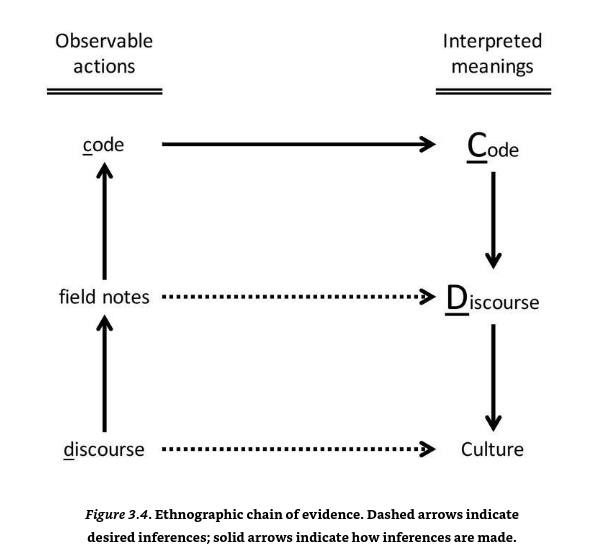 Observable
actions
Interpreted
meanings
code
Code
field notes
Discourse
discourse
Culture
Figure 3.4. Ethnographic chain of evidence. Dashed arrows indicate
desired inferences; solid arrows indicate how inferences are made.